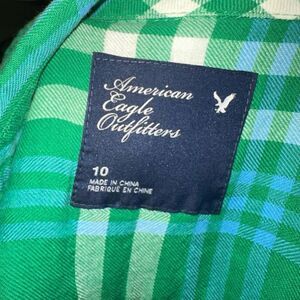 American
Eagle
Outfitters
10
MADE IN CHINA
FABRIQUÉ EN CHINE